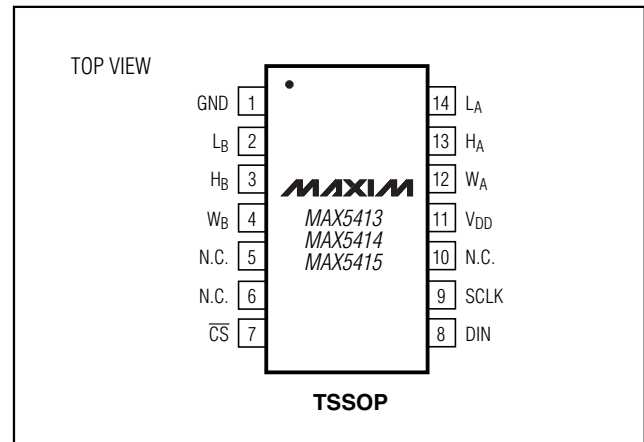 TOP VIEW
GND 1 14 LA
LB 2 13 HA
HB 3 12 WA
WB 4 11 VDD
N.C. 5 10 N.C.
N.C. 6 9 SCLK
C̅S̅ 7 8 DIN
MAXIM
MAX5413
MAX5414
MAX5415
TSSOP